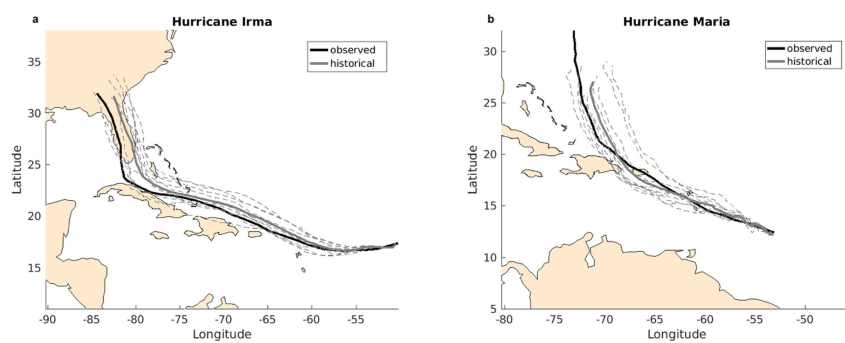 a
Hurricane Irma
observed
historical
35
30
25
20
15
Latitude
-90 -85 -80 -75 -70 -65 -60 -55
Longitude
b
Hurricane Maria
observed
historical
30
25
20
15
10
5
Latitude
-80 -75 -70 -65 -60 -55 -50
Longitude